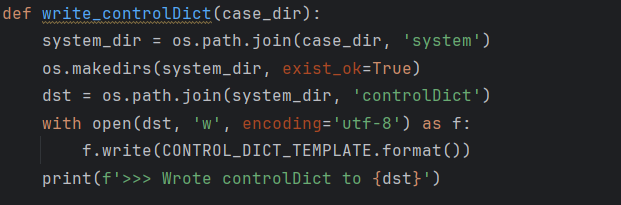 def write_controlDict(case_dir):
    system_dir = os.path.join(case_dir, 'system')
    os.makedirs(system_dir, exist_ok=True)
    dst = os.path.join(system_dir, 'controlDict')
    with open(dst, 'w', encoding='utf-8') as f:
        f.write(CONTROL_DICT_TEMPLATE.format())
    print(f'>>> Wrote controlDict to {dst}')